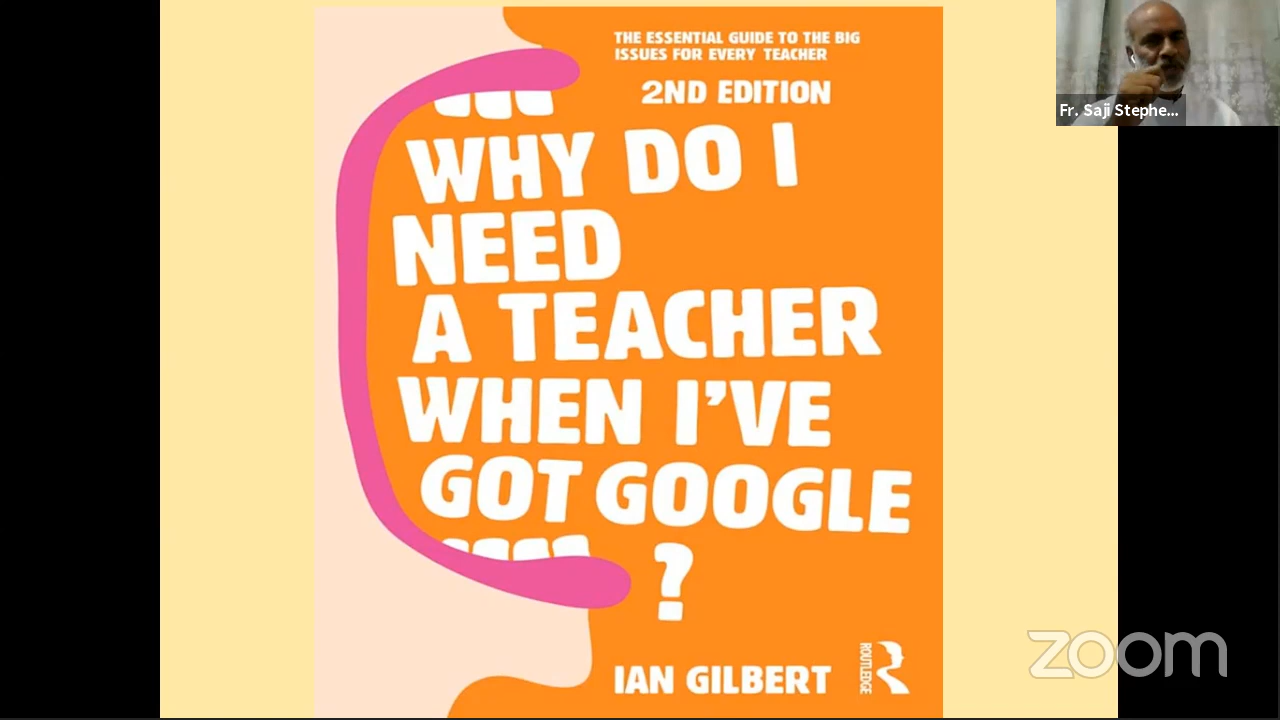 THE ESSENTIAL GUIDE TO THE BIG
ISSUES FOR EVERY TEACHER
2ND EDITION
WHY DO I
NEED
A TEACHER
WHEN I'VE
GOT GOOGLE
?
IAN GILBERT
ROUTLEDGE
Fr. Saji Stephe...
zoom